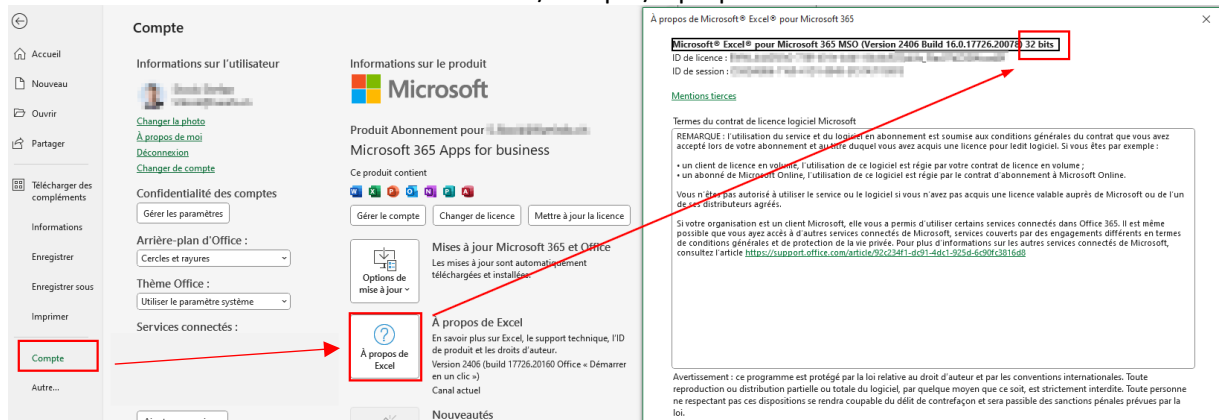 Compte
Accueil
Nouveau
Ouvrir
Partager
Télécharger des
compléments
Informations
Enregistrer
Enregistrer sous
Imprimer
Compte
Autre...
Informations sur l'utilisateur
Changer la photo
À propos de moi
Déconnexion
Changer de compte
Confidentialité des comptes
Gérer les paramètres
Arrière-plan d'Office :
Cercles et rayures
Thème Office :
Utiliser le paramètre système
Services connectés :
Informations sur le produit
Microsoft
Produit Abonnement pour
Microsoft 365 Apps for business
Ce produit contient
Gérer le compte
Changer de licence
Mettre à jour la licence
Options de
mise à jour
Mises à jour Microsoft 365 et Office
Les mises à jour sont automatiquement
téléchargées et installées.
À propos de
Excel
À propos de Excel
En savoir plus sur Excel, le support technique, l'ID
de produit et les droits d'auteur.
Version 2406 (build 17726.20160 Office « Démarrer
en un clic »)
Canal actuel
Nouveautés
À propos de Microsoft® Excel® pour Microsoft 365
Microsoft® Excel® pour Microsoft 365 MSO (Version 2406 Build 16.0.17726.20078) 32 bits
ID de licence :
ID de session :
Mentions tierces
Termes du contrat de licence logiciel Microsoft
REMARQUE : l'utilisation du service et du logiciel en abonnement est soumise aux conditions générales du contrat que vous avez
accepté lors de votre abonnement et au titre duquel vous avez acquis une licence pour ledit logiciel. Si vous êtes par exemple :
• un client de licence en volume, l'utilisation de ce logiciel est régie par votre contrat de licence en volume ;
• un abonné de Microsoft Online, l'utilisation de ce logiciel est régie par le contrat d'abonnement à Microsoft Online.
Vous n'êtes pas autorisé à utiliser le service ou le logiciel si vous n'avez pas acquis une licence valable auprès de Microsoft ou de l'un
de ses distributeurs agréés.
Si votre organisation est un client Microsoft, elle vous a permis d'utiliser certains services connectés dans Office 365. Il est même
possible que vous ayez accès à d'autres services connectés de Microsoft, services couverts par des engagements différents en termes
de conditions générales et de protection de la vie privée. Pour plus d'informations sur les autres services connectés de Microsoft,
consultez l'article https://support.office.com/article/92c234f1-dc91-4dc1-925d-6c90fc3816d8
Avertissement : ce programme est protégé par la loi relative au droit d'auteur et par les conventions internationales. Toute
reproduction ou distribution partielle ou totale du logiciel, par quelque moyen que ce soit, est strictement interdite. Toute personne
ne respectant pas ces dispositions se rendra coupable du délit de contrefaçon et sera passible des sanctions pénales prévues par la
loi.